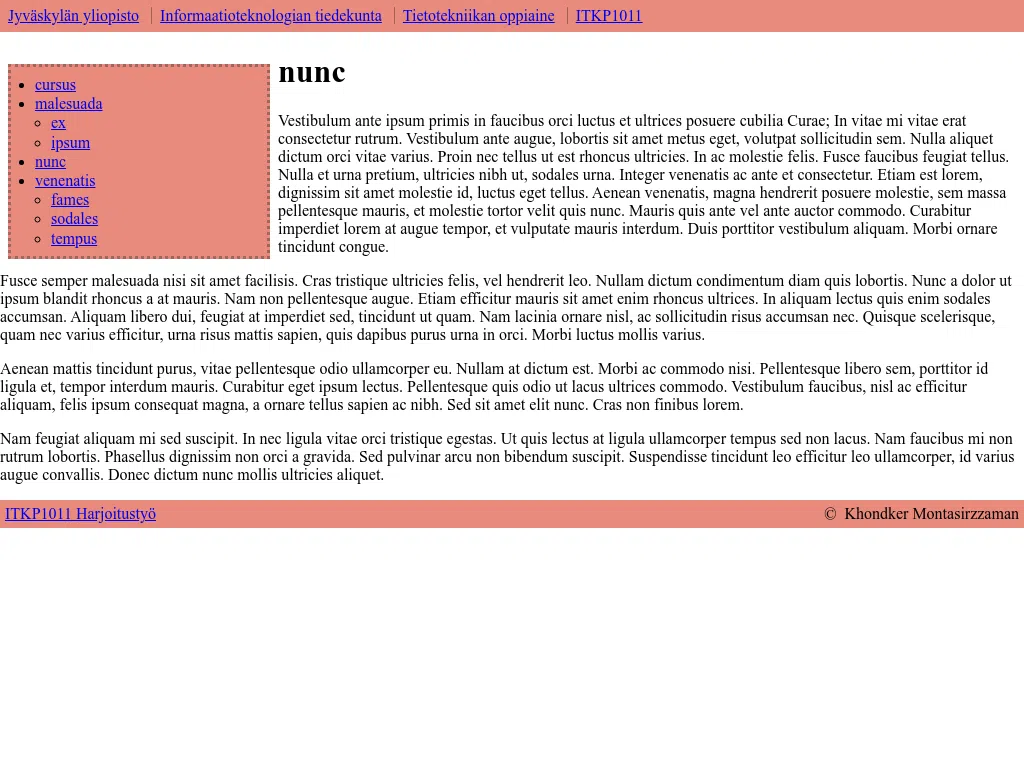 Jyväskylän yliopisto Informaatioteknologian tiedekunta Tietotekniikan oppiaine ITKP1011
cursus
malesuada
ex
ipsum
nunc
venenatis
fames
sodales
tempus
nunc
Vestibulum ante ipsum primis in faucibus orci luctus et ultrices posuere cubilia Curae; In vitae mi vitae erat
consectetur rutrum. Vestibulum ante augue, lobortis sit amet metus eget, volutpat sollicitudin sem. Nulla aliquet
dictum orci vitae varius. Proin nec tellus ut est rhoncus ultricies. In ac molestie felis. Fusce faucibus feugiat tellus.
Nulla et urna pretium, ultricies nibh ut, sodales urna. Integer venenatis ac ante et consectetur. Etiam est lorem,
dignissim sit amet molestie id, luctus eget tellus. Aenean venenatis, magna hendrerit posuere molestie, sem massa
pellentesque mauris, et molestie tortor velit quis nunc. Mauris quis ante vel ante auctor commodo. Curabitur
imperdiet lorem at augue tempor, et vulputate mauris interdum. Duis porttitor vestibulum aliquam. Morbi ornare
tincidunt congue.
Fusce semper malesuada nisi sit amet facilisis. Cras tristique ultricies felis, vel hendrerit leo. Nullam dictum condimentum diam quis lobortis. Nunc a dolor ut
ipsum blandit rhoncus a at mauris. Nam non pellentesque augue. Etiam efficitur mauris sit amet enim rhoncus ultrices. In aliquam lectus quis enim sodales
accumsan. Aliquam libero dui, feugiat at imperdiet sed, tincidunt ut quam. Nam lacinia ornare nisl, ac sollicitudin risus accumsan nec. Quisque scelerisque,
quam nec varius efficitur, urna risus mattis sapien, quis dapibus purus urna in orci. Morbi luctus mollis varius.
Aenean mattis tincidunt purus, vitae pellentesque odio ullamcorper eu. Nullam at dictum est. Morbi ac commodo nisi. Pellentesque libero sem, porttitor id
ligula et, tempor interdum mauris. Curabitur eget ipsum lectus. Pellentesque quis odio ut lacus ultrices commodo. Vestibulum faucibus, nisl ac efficitur
aliquam, felis ipsum consequat magna, a ornare tellus sapien ac nibh. Sed sit amet elit nunc. Cras non finibus lorem.
Nam feugiat aliquam mi sed suscipit. In nec ligula vitae orci tristique egestas. Ut quis lectus at ligula ullamcorper tempus sed non lacus. Nam faucibus mi non
rutrum lobortis. Phasellus dignissim non orci a gravida. Sed pulvinar arcu non bibendum suscipit. Suspendisse tincidunt leo efficitur leo ullamcorper, id varius
augue convallis. Donec dictum nunc mollis ultricies aliquet.
ITKP1011 Harjoitustyö © Khondker Montasirzzaman